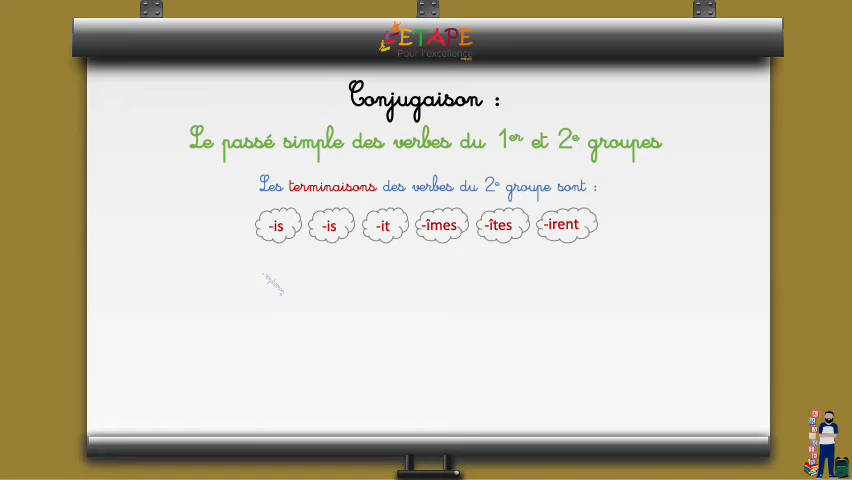 ETAPE
Pour l'excellence
Conjugaison :
Le passé simple des verbes du 1er et 2e groupes
Les terminaisons des verbes du 2e groupe sont :
-is -is -it -îmes -îtes -irent